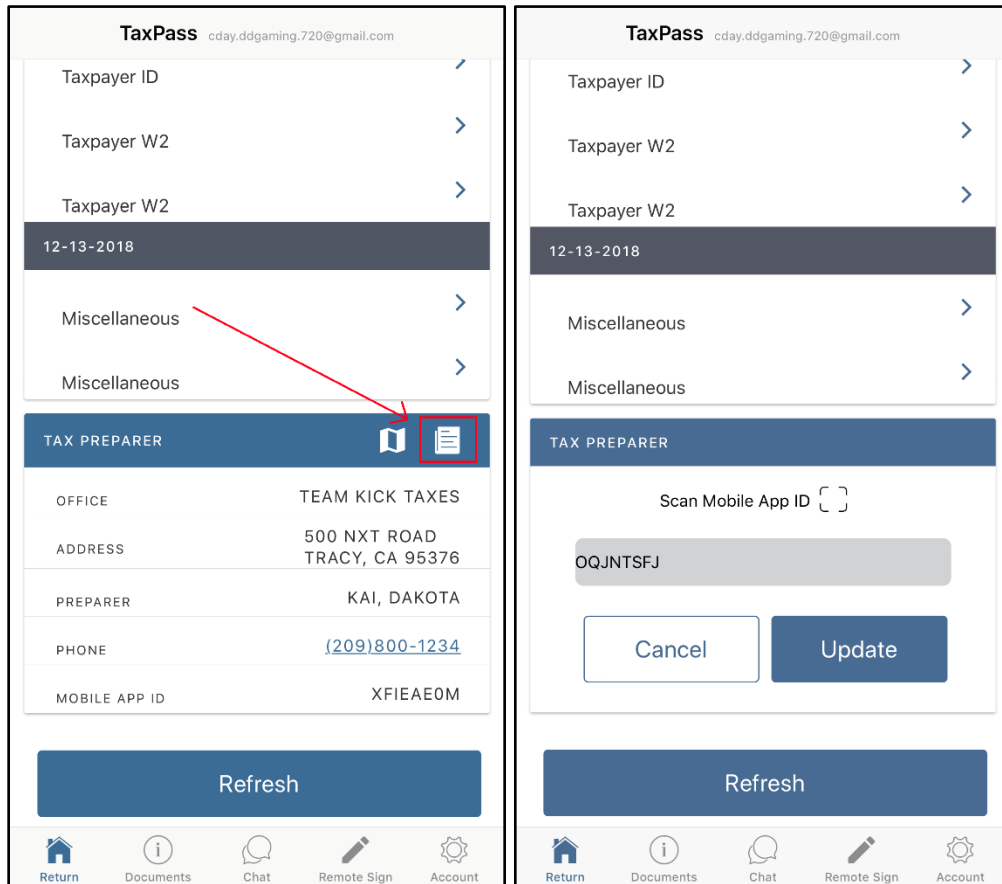 TaxPass cday.ddgaming.720@gmail.com
Taxpayer ID
Taxpayer W2
Taxpayer W2
12-13-2018
Miscellaneous
Miscellaneous
TAX PREPARER
OFFICE TEAM KICK TAXES
ADDRESS 500 NXT ROAD
TRACY, CA 95376
PREPARER KAI, DAKOTA
PHONE (209)800-1234
MOBILE APP ID XFIEAE0M
Refresh
Return Documents Chat Remote Sign Account
TaxPass cday.ddgaming.720@gmail.com
Taxpayer ID
Taxpayer W2
Taxpayer W2
12-13-2018
Miscellaneous
Miscellaneous
TAX PREPARER
Scan Mobile App ID
OQJNTSFJ
Cancel Update
Refresh
Return Documents Chat Remote Sign Account